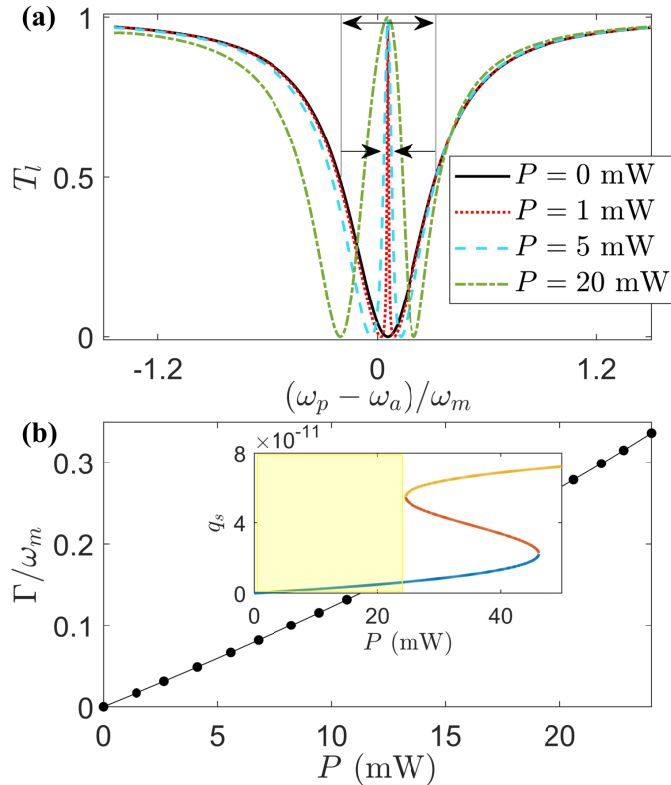 (a)
1
0.5
0
T_l
P = 0 mW
P = 1 mW
P = 5 mW
P = 20 mW
-1.2 0 1.2
(ω_p − ω_a)/ω_m
(b)
0.3
0.2
0.1
0
Γ/ω_m
×10^-11
8
4
0
q_s
0 20 40
P (mW)
0 5 10 15 20
P (mW)